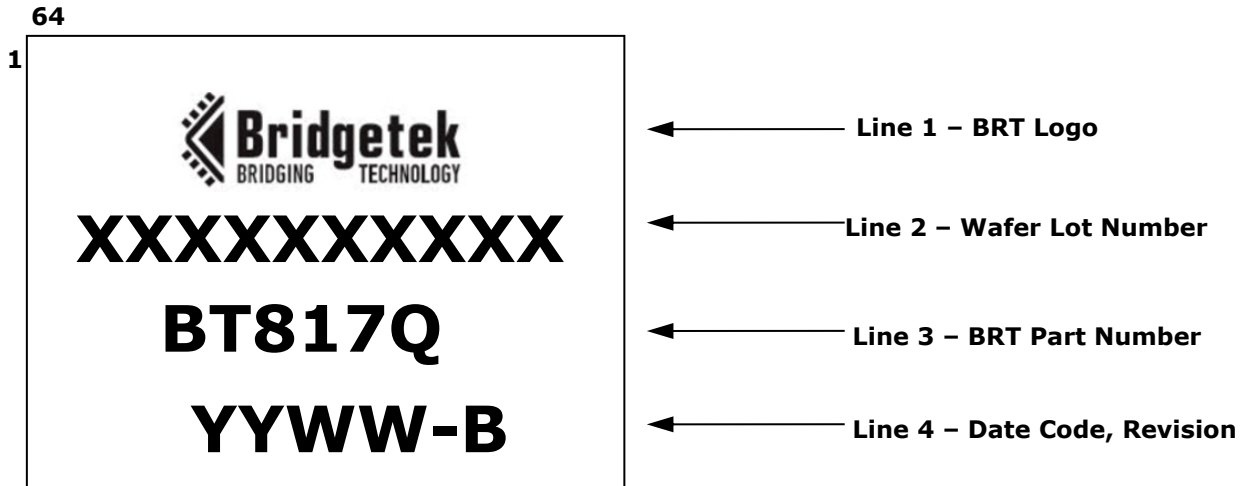 64
1
Bridgetek
BRIDGING TECHNOLOGY
Line 1 – BRT Logo
XXXXXXXXXX
Line 2 – Wafer Lot Number
BT817Q
Line 3 – BRT Part Number
YYWW-B
Line 4 – Date Code, Revision